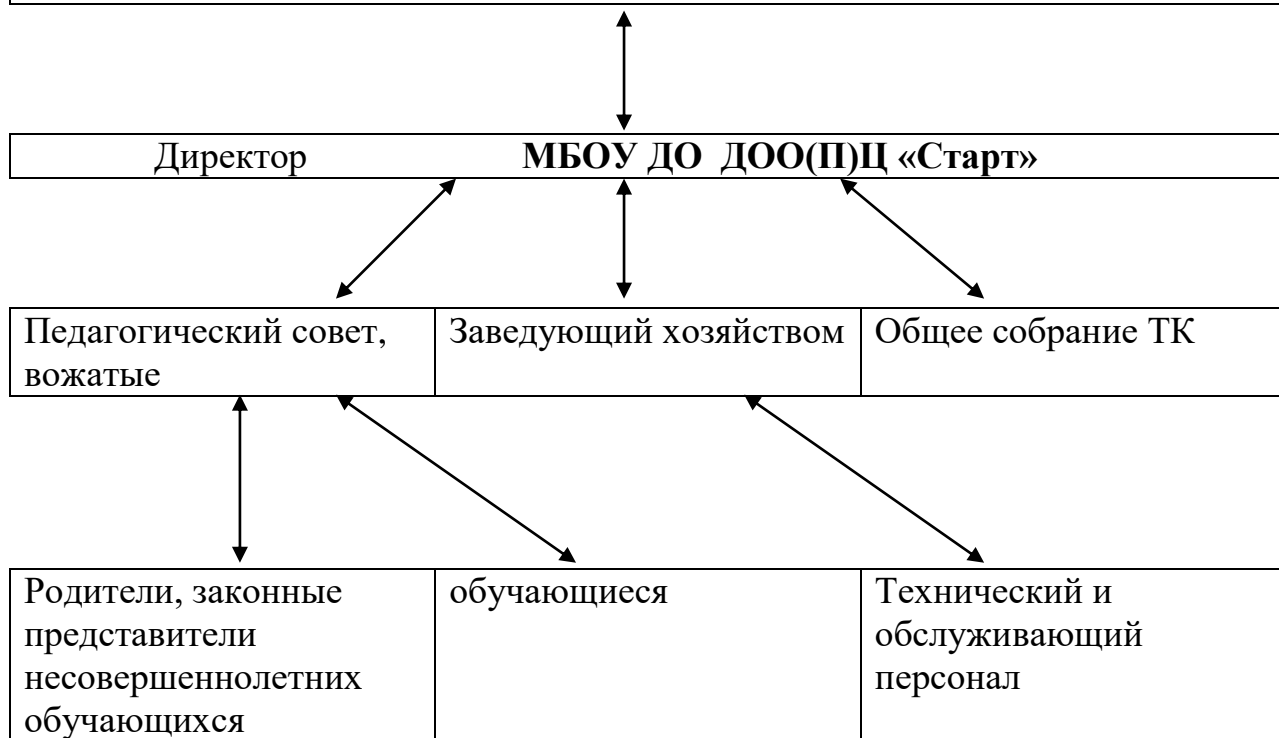 Директор МБОУ ДО ДОО(П)Ц «Старт»
Педагогический совет,
вожатые
Заведующий хозяйством
Общее собрание ТК
Родители, законные
представители
несовершеннолетних
обучающихся
обучающиеся
Технический и
обслуживающий
персонал